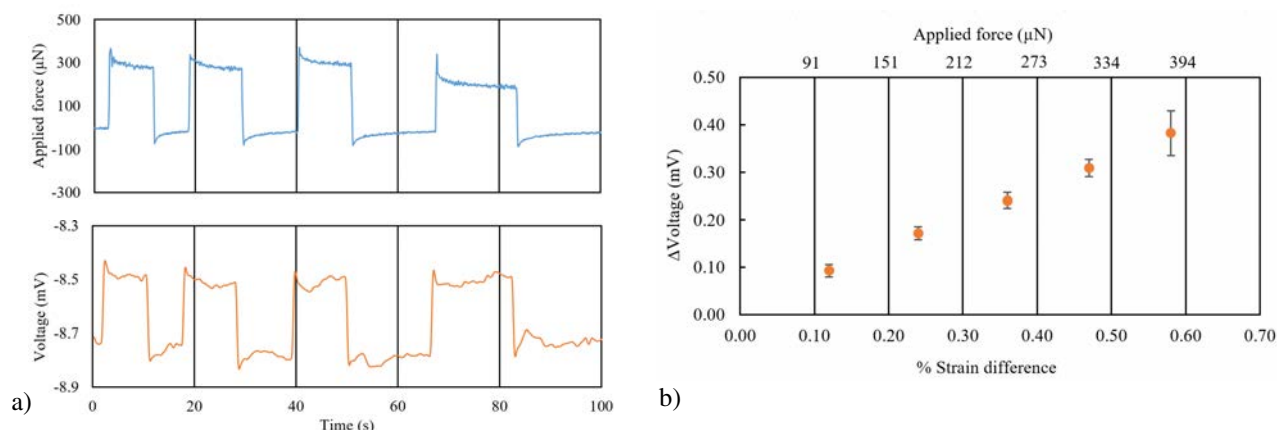 500
300
100
-100
-300
Applied force (µN)
-8.3
-8.5
-8.7
-8.9
Voltage (mV)
0 20 40 60 80 100
Time (s)
a)
Applied force (µN)
91 151 212 273 334 394
0.50
0.40
0.30
0.20
0.10
0.00
ΔVoltage (mV)
0.00 0.10 0.20 0.30 0.40 0.50 0.60 0.70
% Strain difference
b)